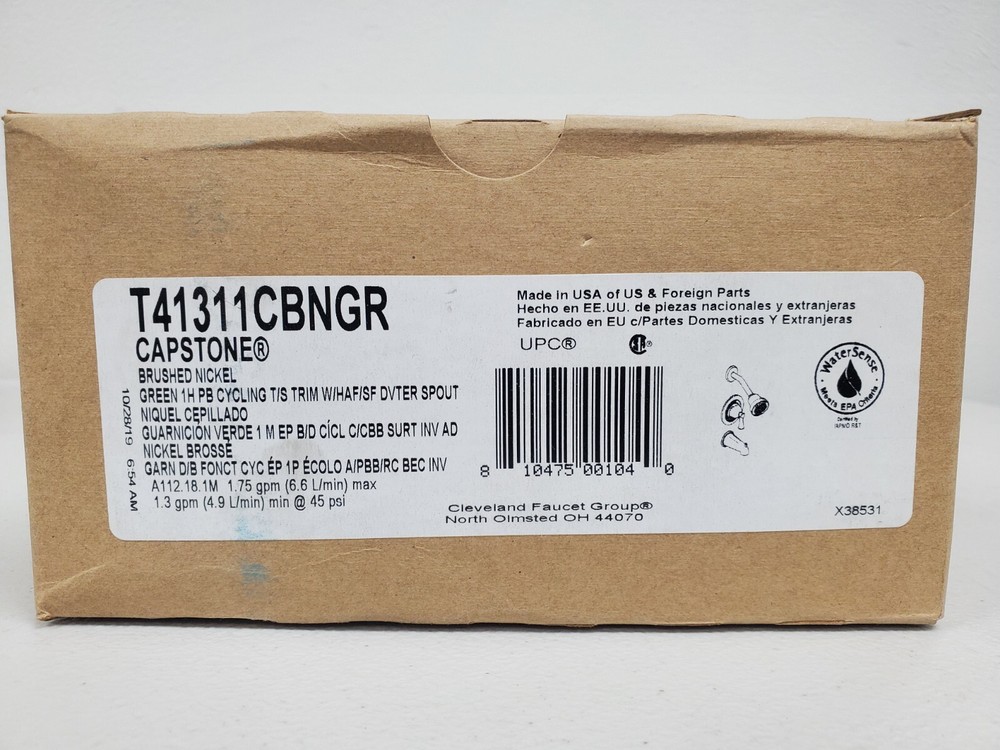 T41311CBNGR
CAPSTONE®
BRUSHED NICKEL
GREEN 1H PB CYCLING T/S TRIM W/HAF/SF DVTER SPOUT
NIQUEL CEPILLADO
GUARNICIÓN VERDE 1 M EP B/D CÍCL C/CBB SURT INV AD
NICKEL BROSSÉ
GARN D/B FONCT CYC ÉP 1P ÉCOLO A/PBB/RC BEC INV
A112.18.1M 1.75 gpm (6.6 L/min) max
1.3 gpm (4.9 L/min) min @ 45 psi
10/28/19 6:54 AM
Made in USA of US & Foreign Parts
Hecho en EE.UU. de piezas nacionales y extranjeras
Fabricado en EU c/Partes Domesticas Y Extranjeras
UPC®
®
8 10475 00104 0
Cleveland Faucet Group®
North Olmsted OH 44070
WaterSense
Meets EPA Criteria
Certified by
IAPMO R&T
X38531